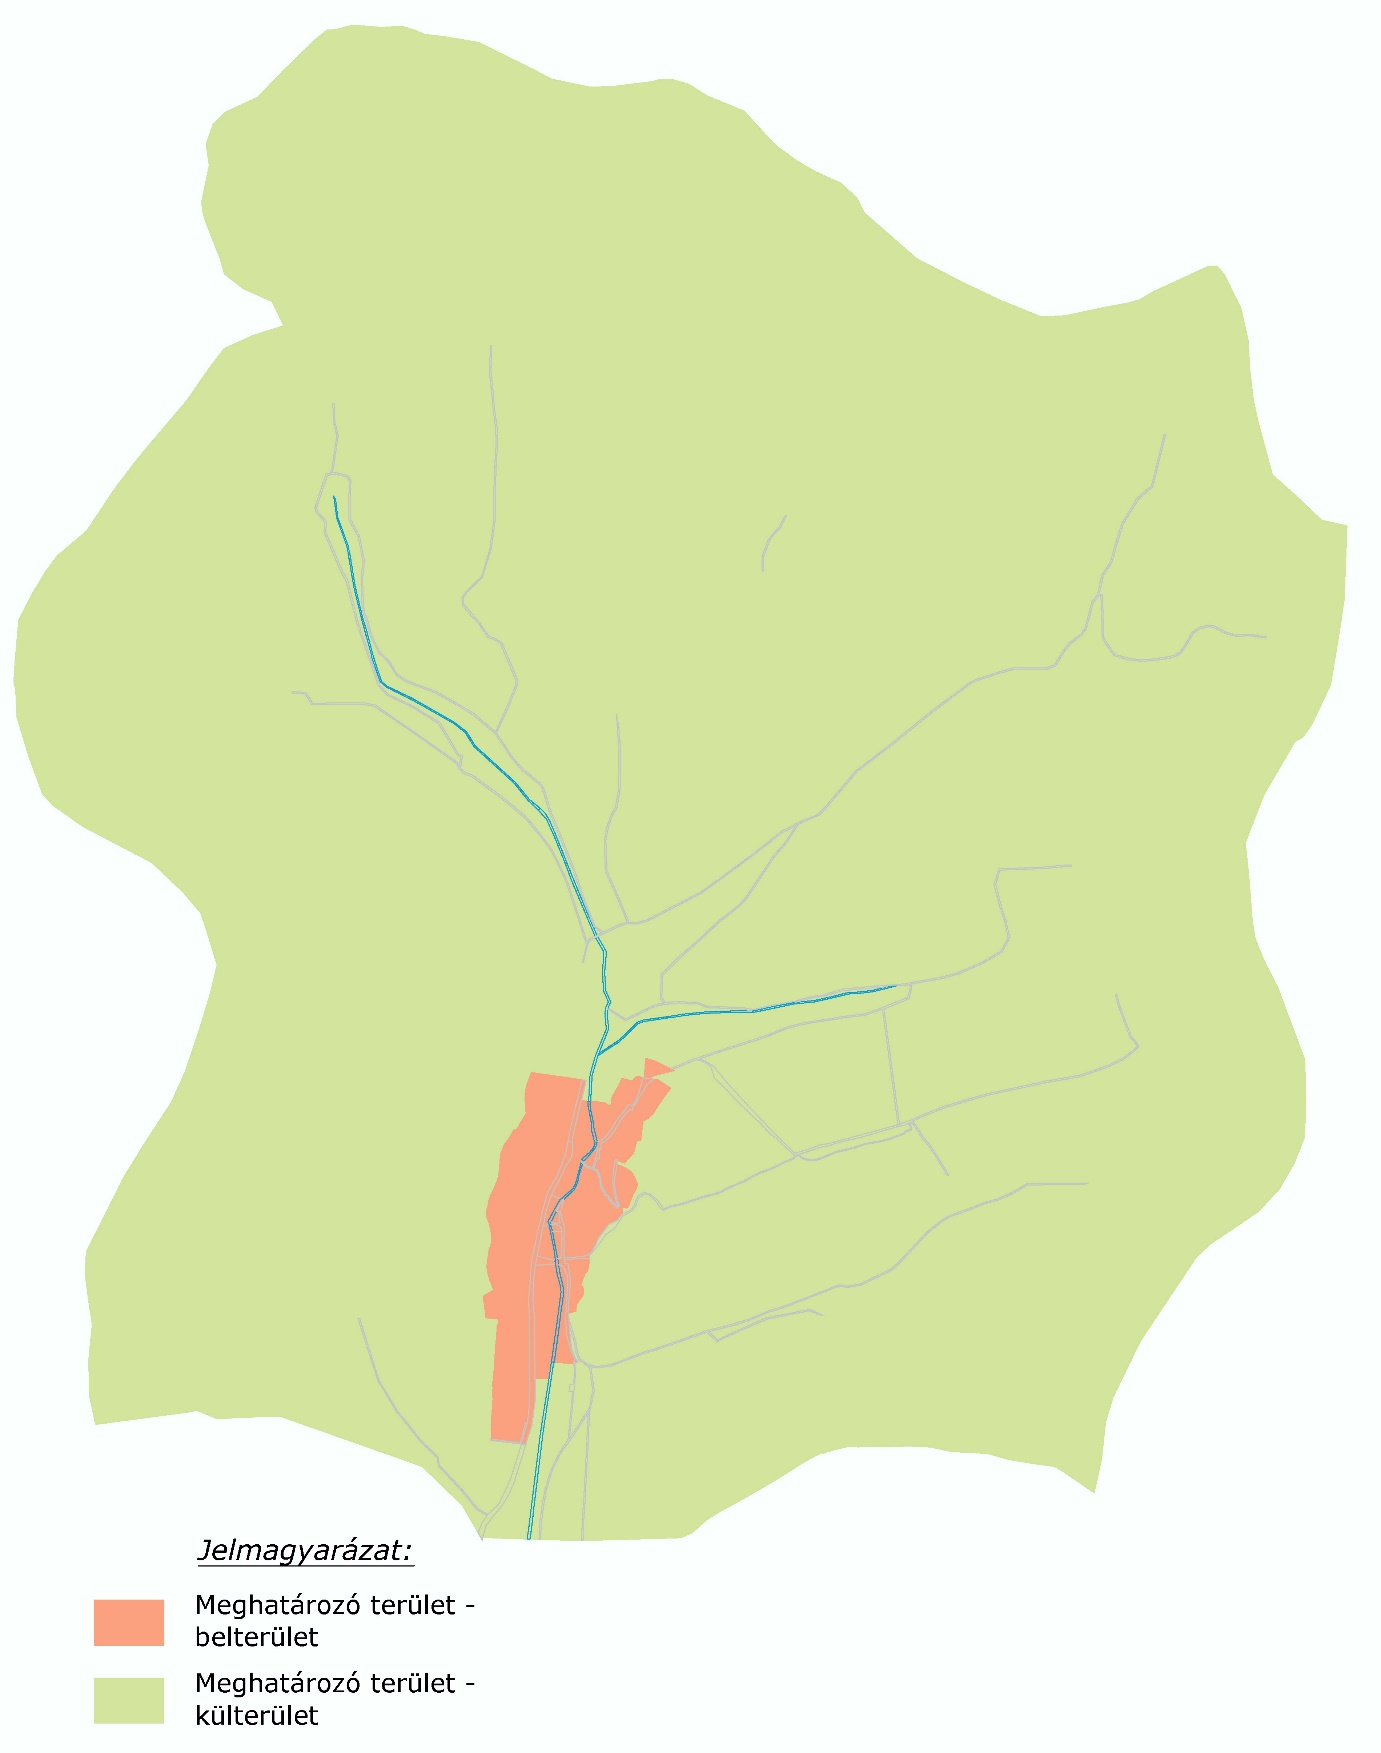 Jelmagyarázat:
Meghatározó terület -
belterület
Meghatározó terület -
külterület